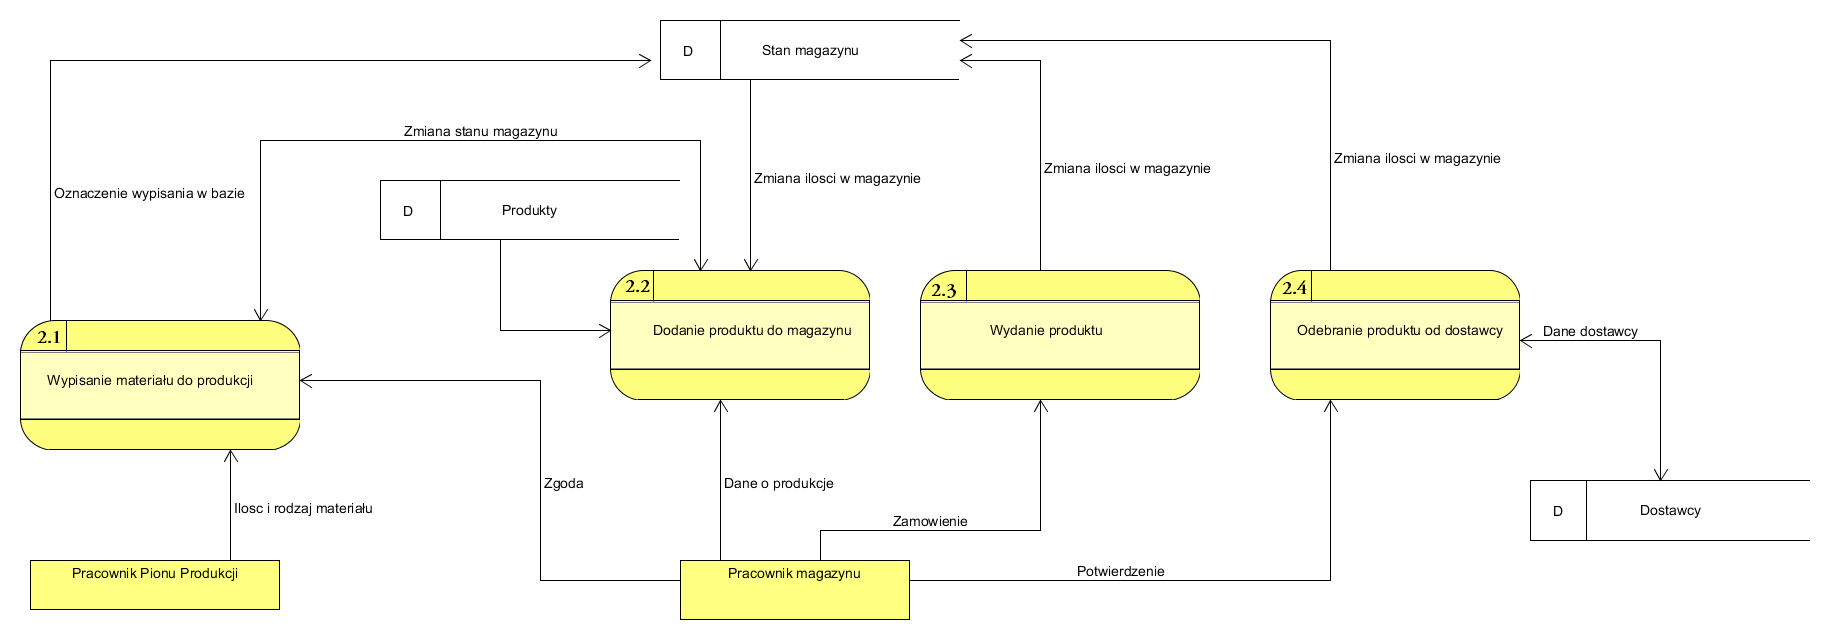 D
Stan magazynu
Zmiana stanu magazynu
Zmiana ilosci w magazynie
Zmiana ilosci w magazynie
Zmiana ilosci w magazynie
Oznaczenie wypisania w bazie
D
Produkty
2.2
Dodanie produktu do magazynu
2.3
Wydanie produktu
2.4
Odebranie produktu od dostawcy
Dane dostawcy
2.1
Wypisanie materiału do produkcji
Zgoda
Dane o produkcje
Ilosc i rodzaj materiału
Zamowienie
D
Dostawcy
Pracownik Pionu Produkcji
Pracownik magazynu
Potwierdzenie